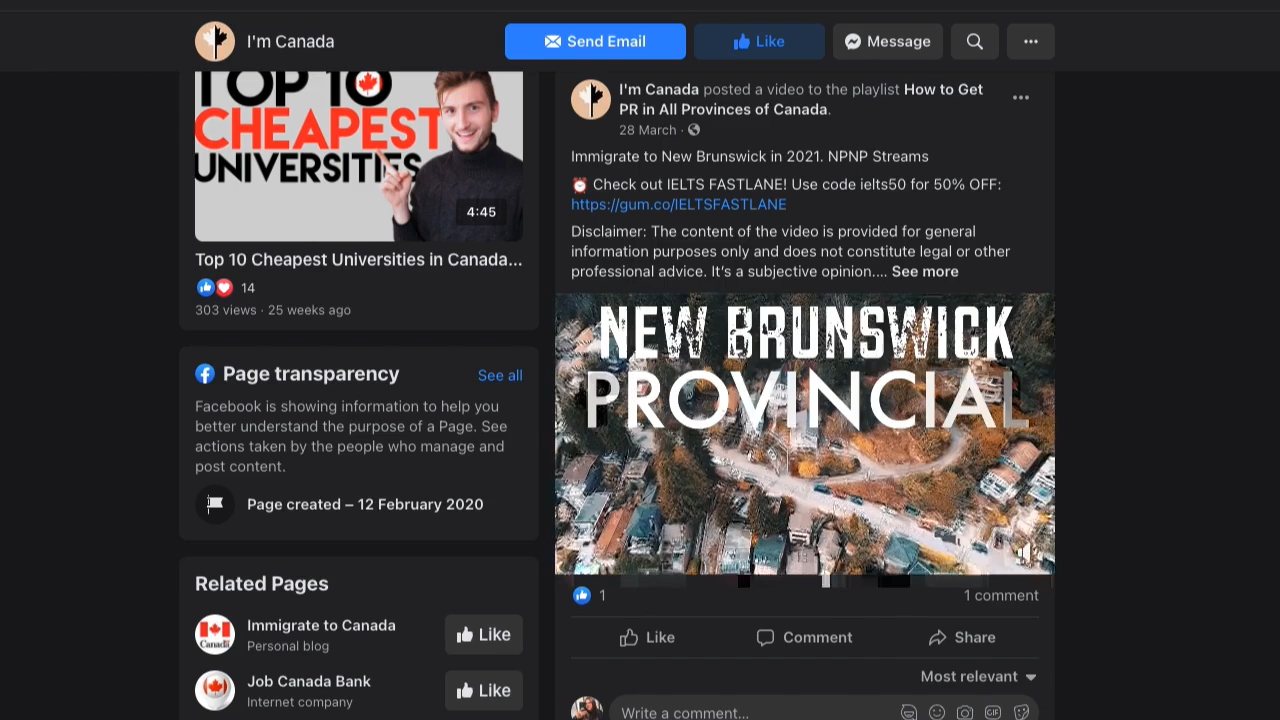 I'm Canada
Send Email
Like
Message
TOP 10
CHEAPEST
UNIVERSITIES
4:45
Top 10 Cheapest Universities in Canada...
14
303 views · 25 weeks ago
Page transparency
See all
Facebook is showing information to help you
better understand the purpose of a Page. See
actions taken by the people who manage and
post content.
Page created – 12 February 2020
Related Pages
Immigrate to Canada
Personal blog
Like
Job Canada Bank
Internet company
Like
I'm Canada posted a video to the playlist How to Get
PR in All Provinces of Canada.
28 March ·
Immigrate to New Brunswick in 2021. NPNP Streams
⏰ Check out IELTS FASTLANE! Use code ielts50 for 50% OFF:
https://gum.co/IELTSFASTLANE
Disclaimer: The content of the video is provided for general
information purposes only and does not constitute legal or other
professional advice. It's a subjective opinion.... See more
NEW BRUNSWICK
PROVINCIAL
1
1 comment
Like
Comment
Share
Most relevant
Write a comment...
GIF